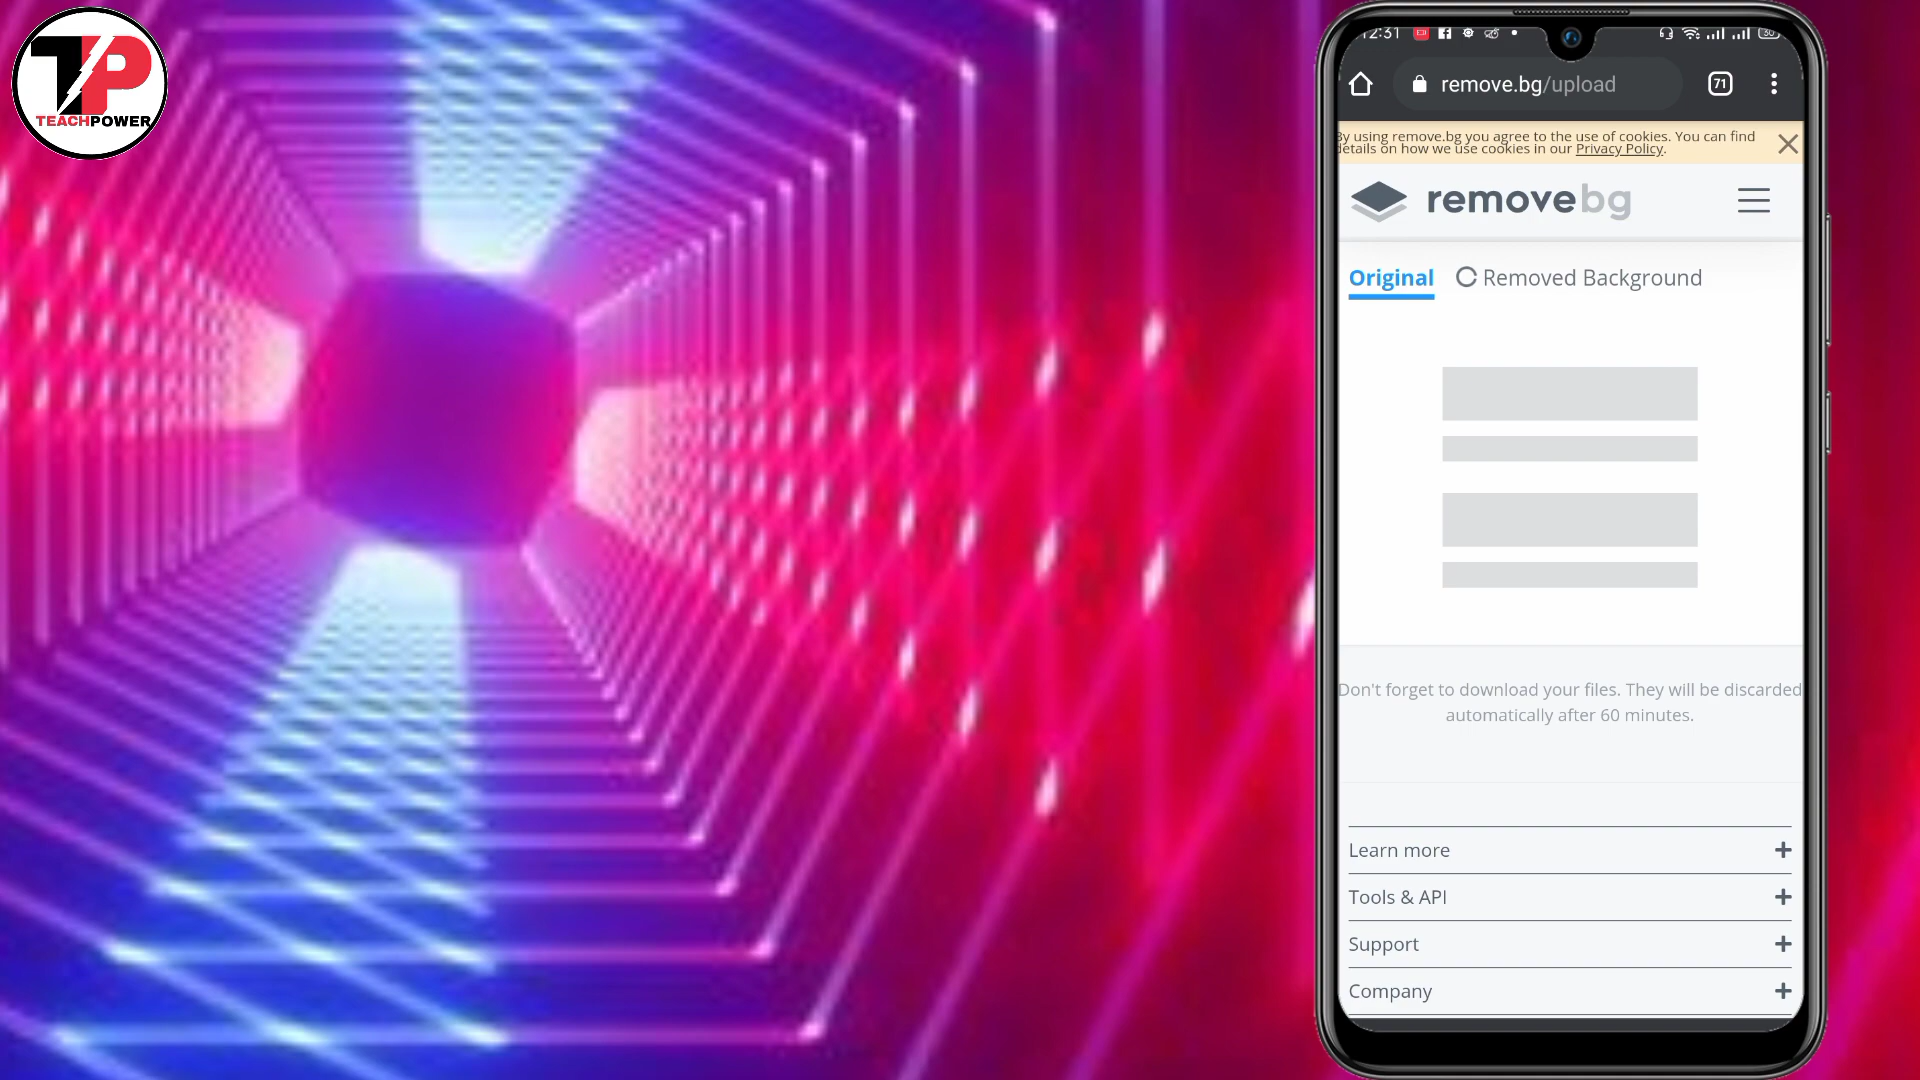 TP
TEACHPOWER
12:31
30
remove.bg/upload
71
By using remove.bg you agree to the use of cookies. You can find
details on how we use cookies in our Privacy Policy.
removebg
Original Removed Background
Don't forget to download your files. They will be discarded
automatically after 60 minutes.
Learn more
Tools & API
Support
Company